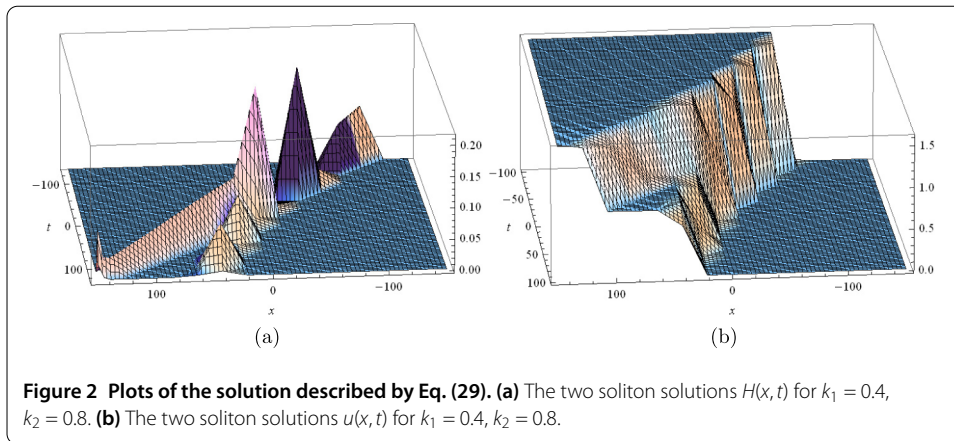 0.20
0.15
0.10
0.05
0.00
−100
0
100
t
100
0
−100
x
(a)
1.5
1.0
0.5
0.0
−100
−50
0
50
100
t
100
0
−100
x
(b)
Figure 2 Plots of the solution described by Eq. (29). (a) The two soliton solutions H(x, t) for k₁ = 0.4,
k₂ = 0.8. (b) The two soliton solutions u(x, t) for k₁ = 0.4, k₂ = 0.8.